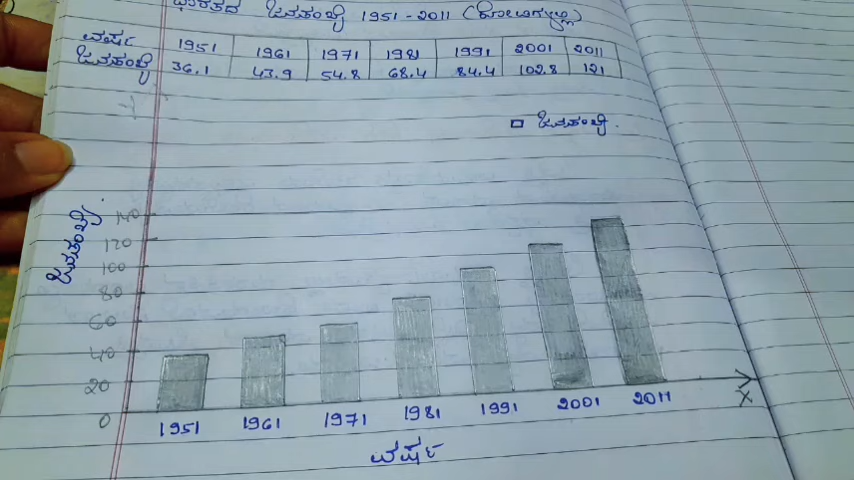 ಭಾರತದ ಜನಸಂಖ್ಯೆ 1951-2011 (ಕೋಟಿಗಳಲ್ಲಿ)
ವರ್ಷ 1951 1961 1971 1981 1991 2001 2011
ಜನಸಂಖ್ಯೆ 36.1 43.9 54.8 68.4 84.4 102.8 121
ಜನಸಂಖ್ಯೆ.
ಜನಸಂಖ್ಯೆ.
140
120
100
80
60
40
20
0
1951 1961 1971 1981 1991 2001 2011
X
ವರ್ಷ